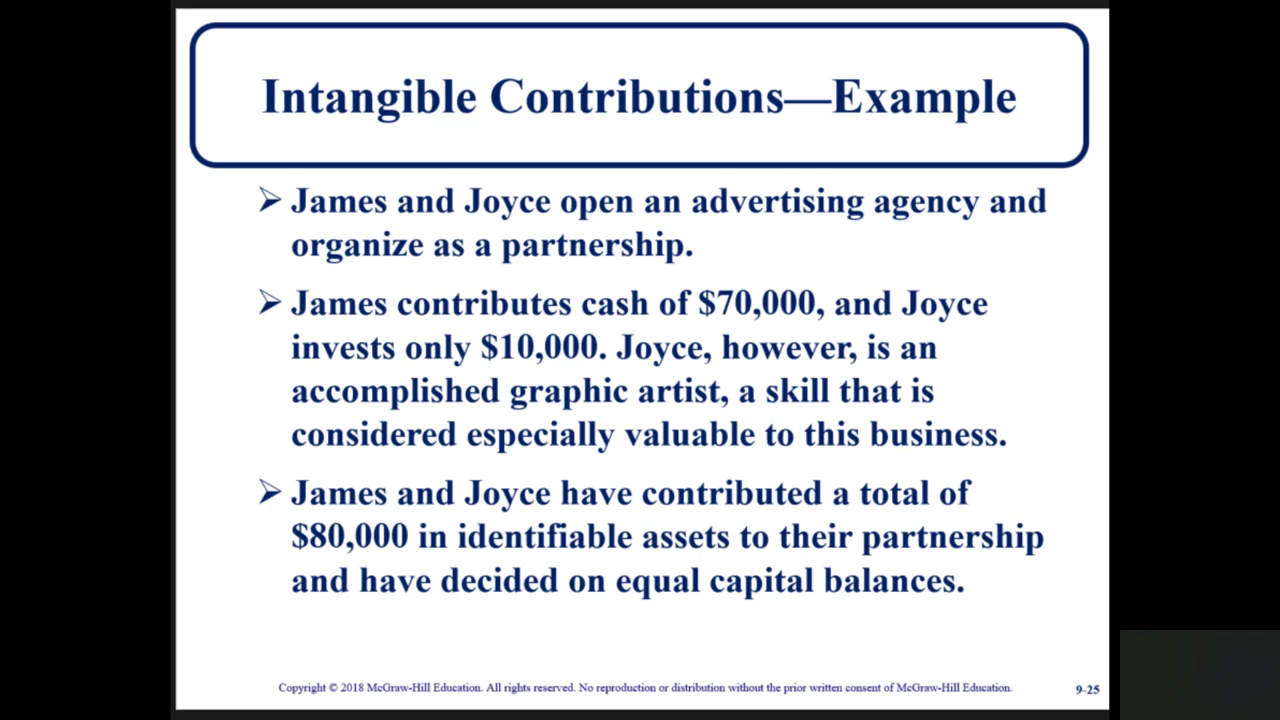 Intangible Contributions—Example
➢ James and Joyce open an advertising agency and
organize as a partnership.
➢ James contributes cash of $70,000, and Joyce
invests only $10,000. Joyce, however, is an
accomplished graphic artist, a skill that is
considered especially valuable to this business.
➢ James and Joyce have contributed a total of
$80,000 in identifiable assets to their partnership
and have decided on equal capital balances.
Copyright © 2018 McGraw-Hill Education. All rights reserved. No reproduction or distribution without the prior written consent of McGraw-Hill Education.
9-25